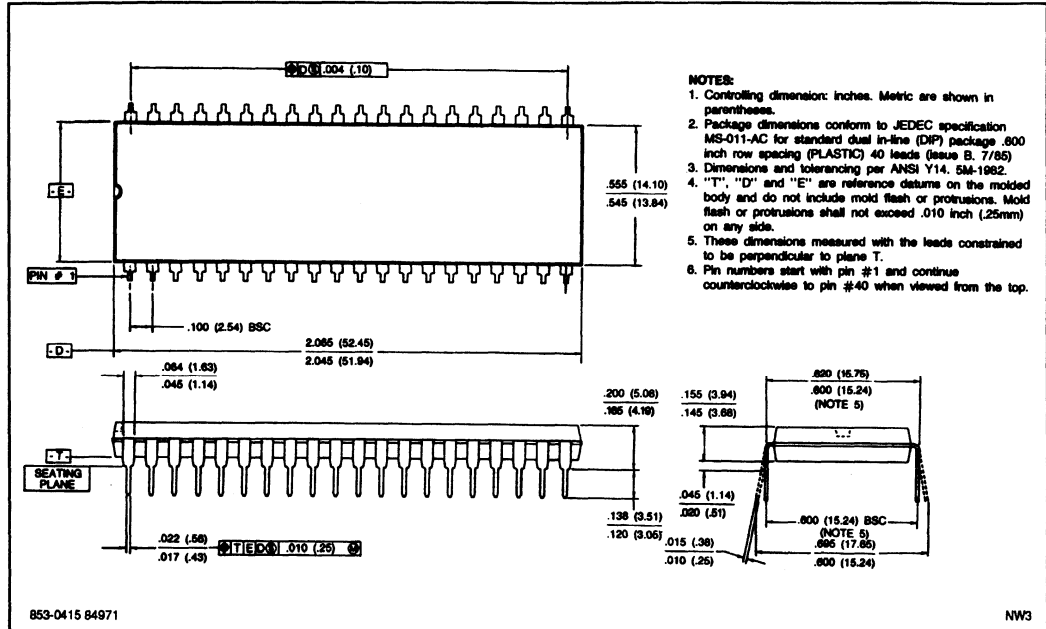 ⌖ D Ⓢ .004 (.10)
-E-
PIN # 1
.555 (14.10)
.545 (13.84)
.100 (2.54) BSC
-D-
2.065 (52.45)
2.045 (51.94)
.064 (1.63)
.045 (1.14)
-T-
SEATING
PLANE
.022 (.56)
.017 (.43)
⌖ T E D Ⓢ .010 (.25) Ⓜ
.200 (5.08)
.165 (4.19)
.138 (3.51)
.120 (3.05)
.155 (3.94)
.145 (3.68)
.045 (1.14)
.020 (.51)
.015 (.38)
.010 (.25)
.620 (15.75)
.600 (15.24)
(NOTE 5)
.600 (15.24) BSC
(NOTE 5)
.695 (17.65)
.600 (15.24)
NOTES:
1. Controlling dimension: inches. Metric are shown in
parentheses.
2. Package dimensions conform to JEDEC specification
MS-011-AC for standard dual in-line (DIP) package .600
inch row spacing (PLASTIC) 40 leads (issue B. 7/85)
3. Dimensions and tolerancing per ANSI Y14. 5M-1982.
4. "T", "D" and "E" are reference datums on the molded
body and do not include mold flash or protrusions. Mold
flash or protrusions shall not exceed .010 inch (.25mm)
on any side.
5. These dimensions measured with the leads constrained
to be perpendicular to plane T.
6. Pin numbers start with pin #1 and continue
counterclockwise to pin #40 when viewed from the top.
853-0415 84971
NW3